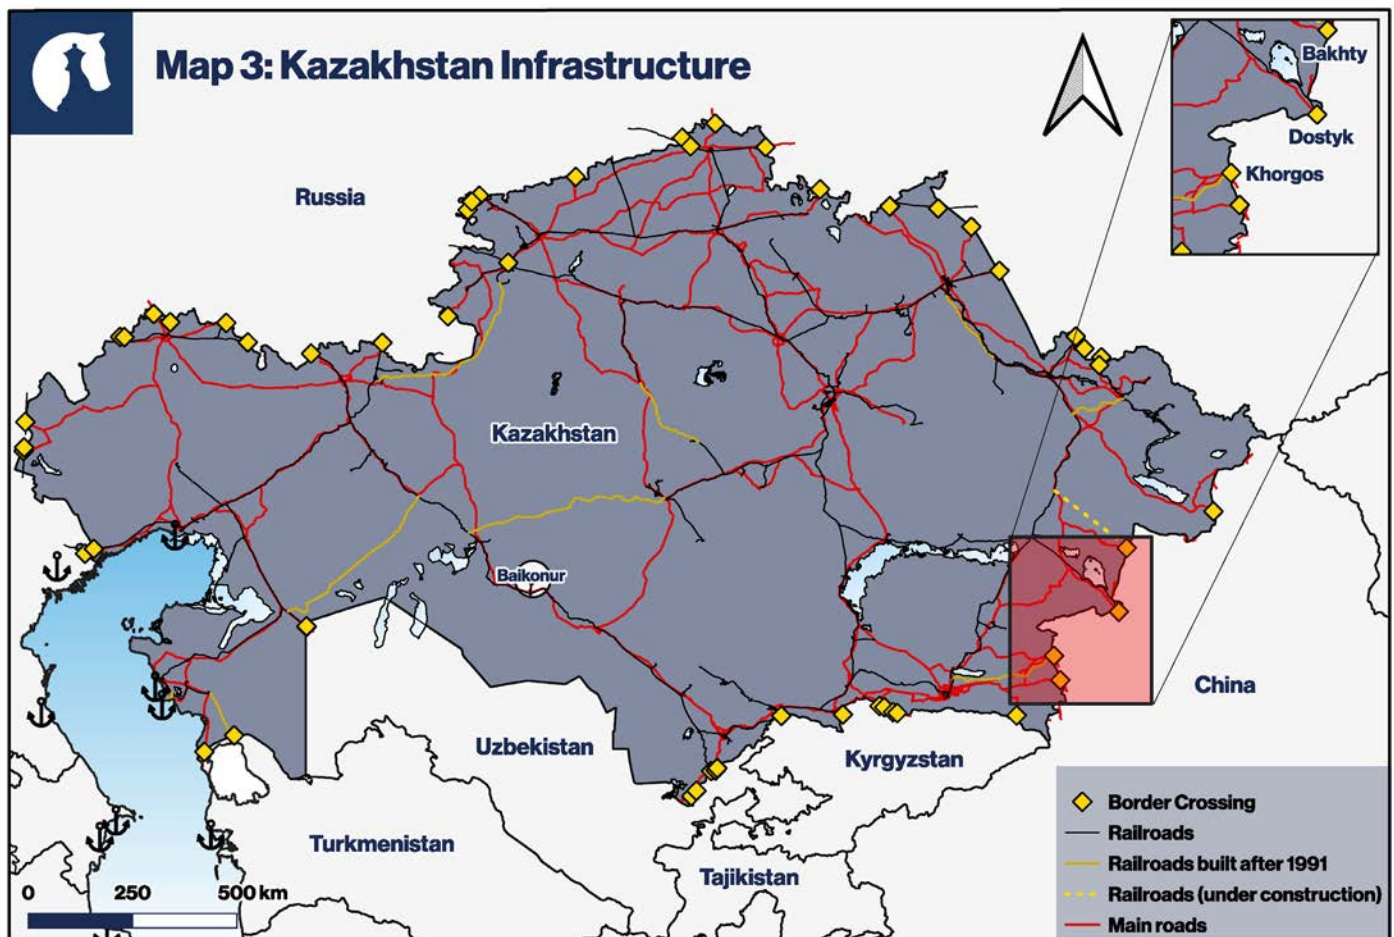 Map 3: Kazakhstan Infrastructure
Bakhty
Dostyk
Khorgos
Russia
Kazakhstan
Baikonur
China
Uzbekistan
Kyrgyzstan
Turkmenistan
Tajikistan
0 250 500 km
Border Crossing
Railroads
Railroads built after 1991
Railroads (under construction)
Main roads